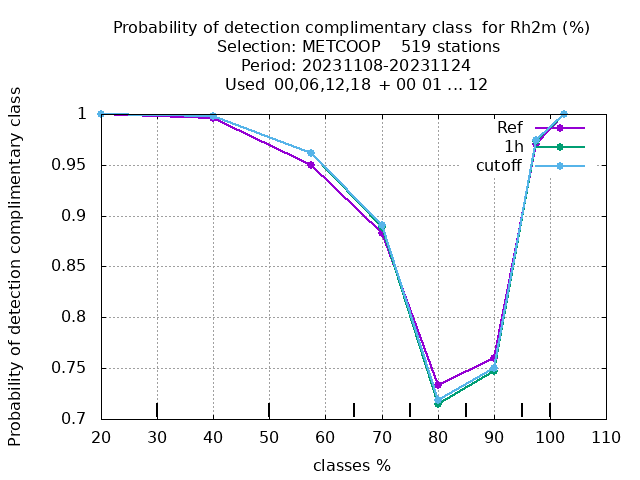 Probability of detection complimentary class  for Rh2m (%)
Selection: METCOOP    519 stations
Period: 20231108-20231124
Used  00,06,12,18  + 00 01 ... 12
Probability of detection complimentary class
1
0.95
0.9
0.85
0.8
0.75
0.7
Ref
1h
cutoff
20 30 40 50 60 70 80 90 100 110
classes %